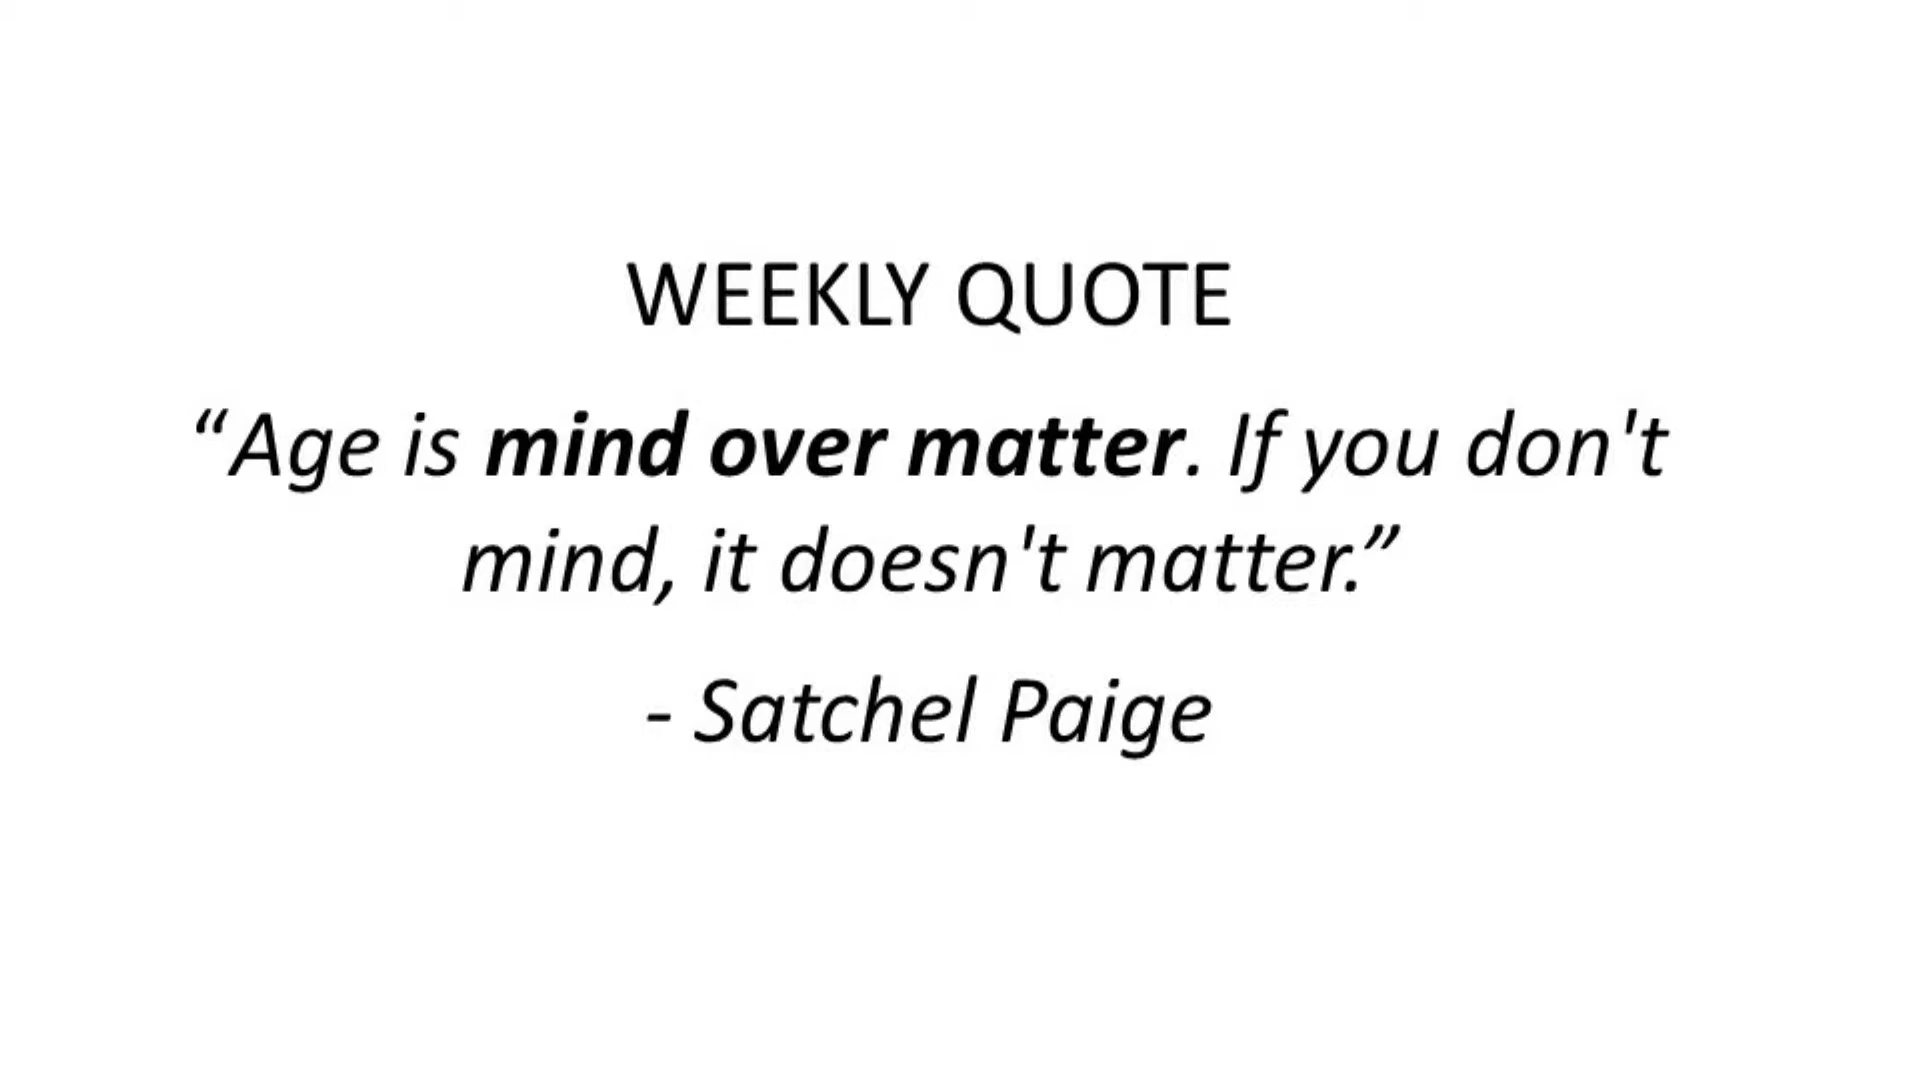 WEEKLY QUOTE
“Age is mind over matter. If you don't
mind, it doesn't matter.”
- Satchel Paige